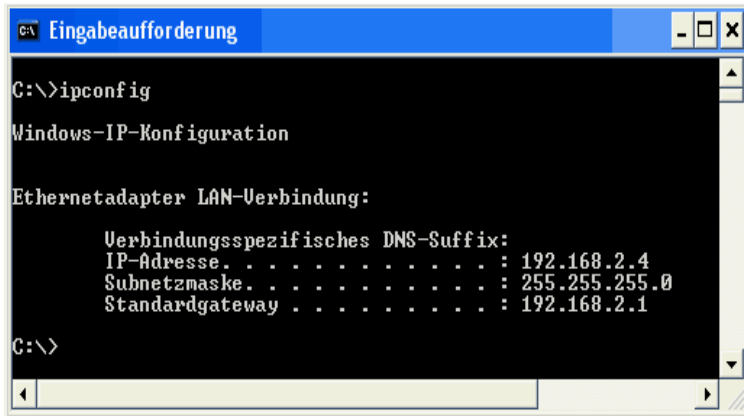 Eingabeaufforderung
C:\>ipconfig
Windows-IP-Konfiguration
Ethernetadapter LAN-Verbindung:
Verbindungsspezifisches DNS-Suffix:
IP-Adresse. . . . . . . . . . . . : 192.168.2.4
Subnetzmaske. . . . . . . . . . . : 255.255.255.0
Standardgateway . . . . . . . . . : 192.168.2.1
C:\>